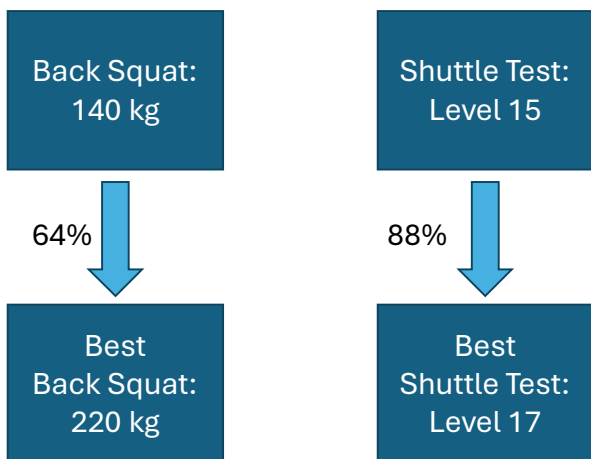 Back Squat:
140 kg
64%
Best
Back Squat:
220 kg
Shuttle Test:
Level 15
88%
Best
Shuttle Test:
Level 17